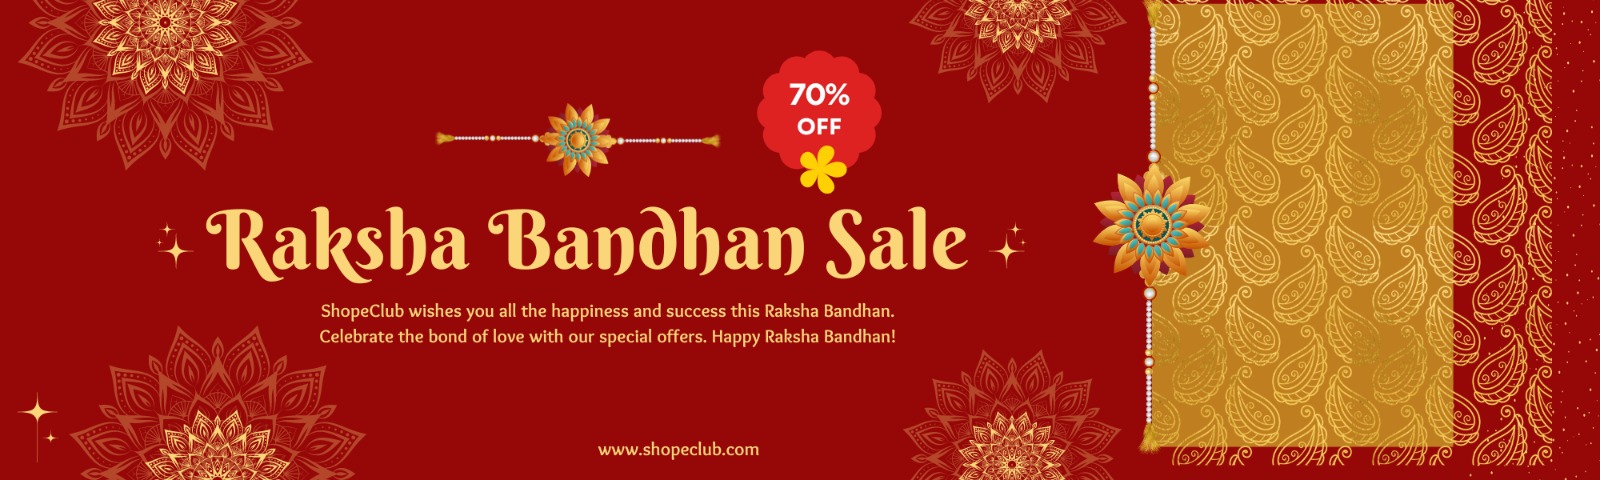 70%
OFF
Raksha Bandhan Sale
ShopeClub wishes you all the happiness and success this Raksha Bandhan.
Celebrate the bond of love with our special offers. Happy Raksha Bandhan!
www.shopeclub.com